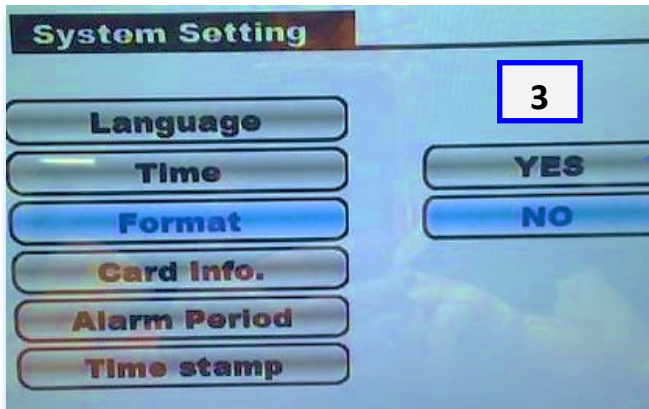 System Setting
3
Language
Time
YES
Format
NO
Card Info.
Alarm Period
Time stamp